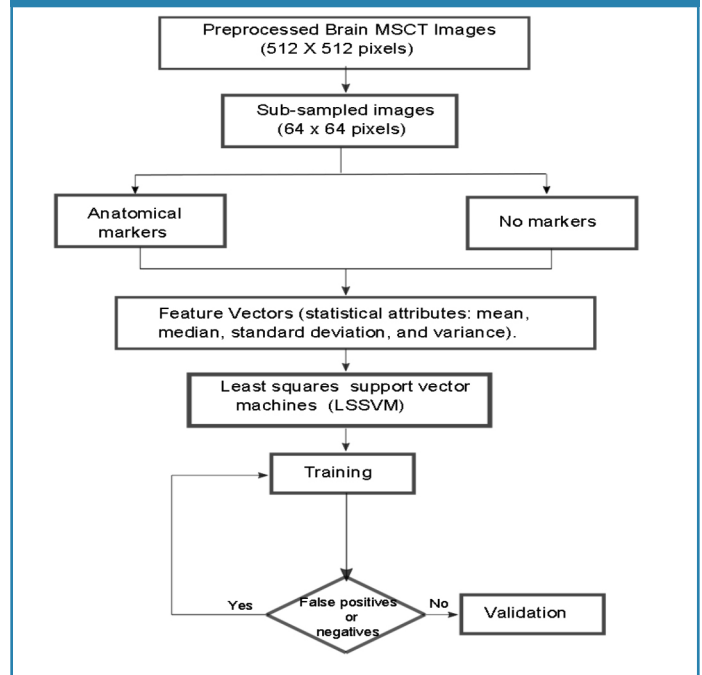 Preprocessed Brain MSCT Images
(512 X 512 pixels)
Sub-sampled images
(64 x 64 pixels)
Anatomical
markers
No markers
Feature Vectors (statistical attributes: mean,
median, standard deviation, and variance).
Least squares support vector
machines (LSSVM)
Training
Yes
False positives
or
negatives
No
Validation